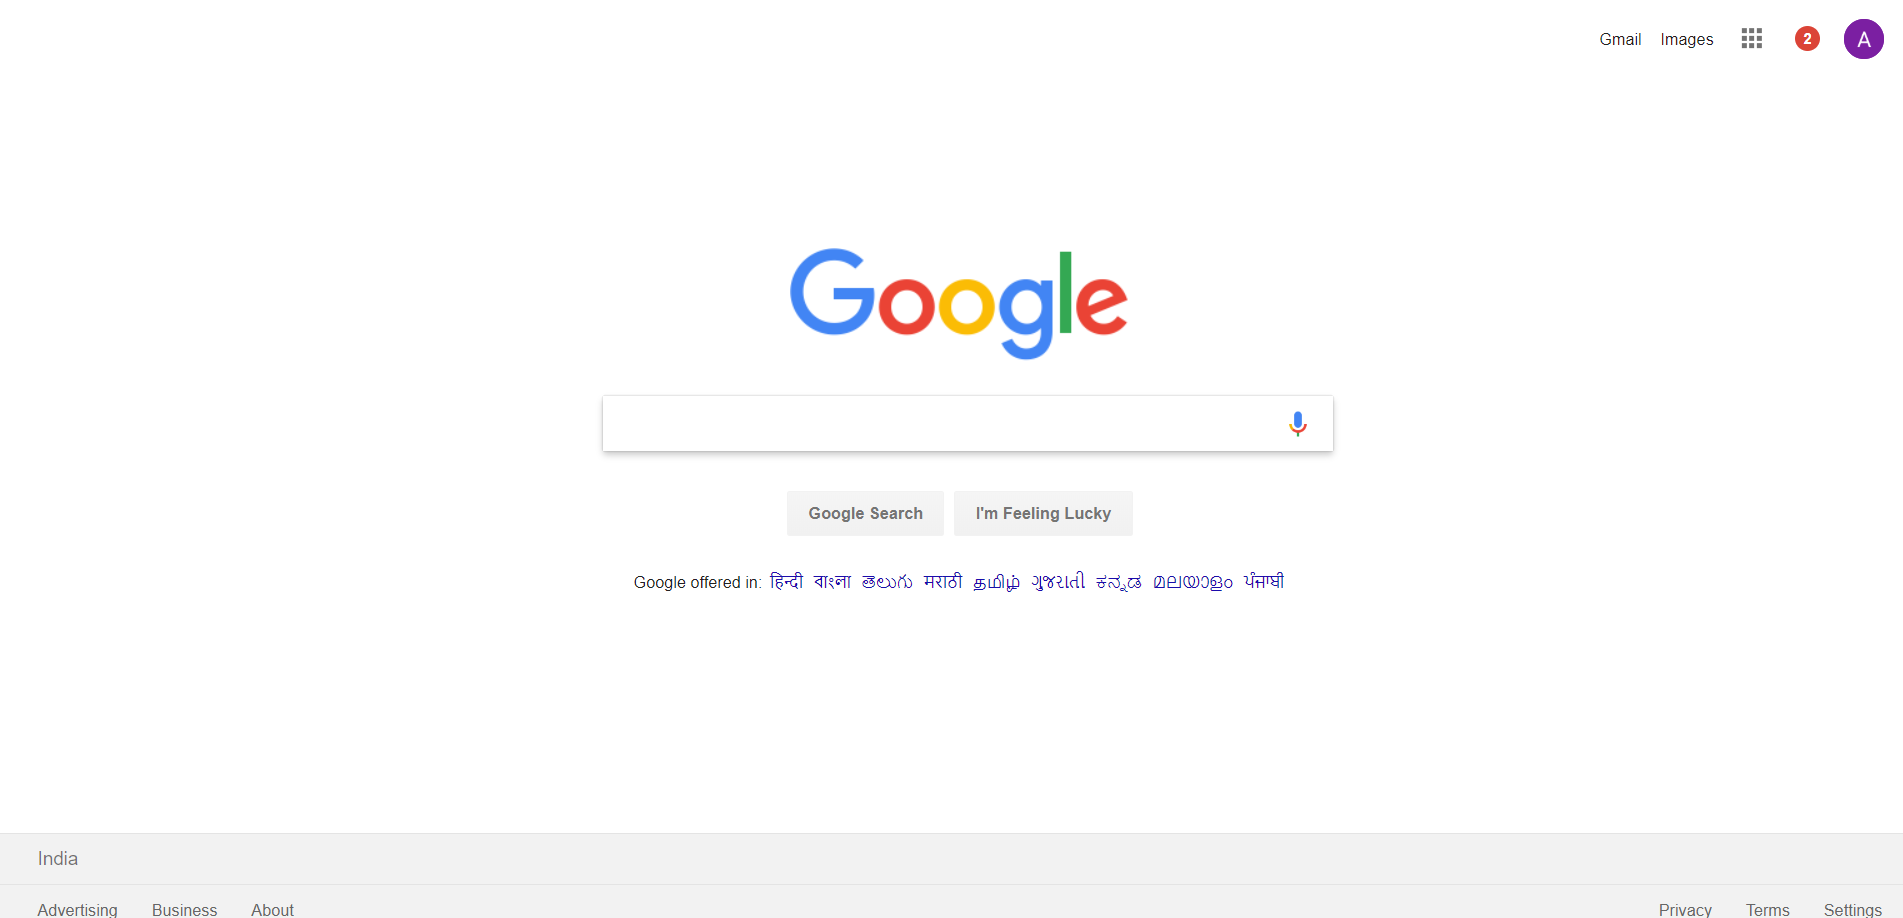 Gmail Images 2 A
Google
Google Search I'm Feeling Lucky
Google offered in: हिन्दी বাংলা తెలుగు मराठी தமிழ் ગુજરાતી ಕನ್ನಡ മലയാളം ਪੰਜਾਬੀ
India
Advertising Business About Privacy Terms Settings